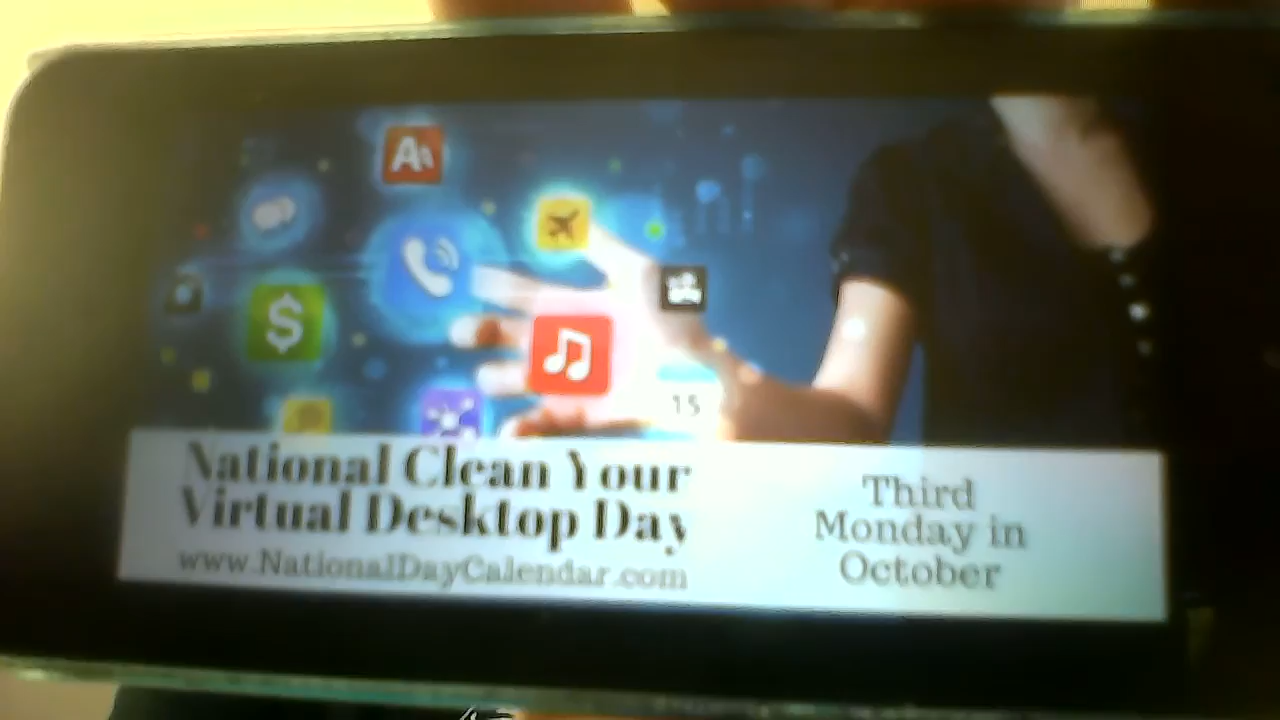 A
$
15
National Clean Your
Virtual Desktop Day
www.NationalDayCalendar.com
Third
Monday in
October